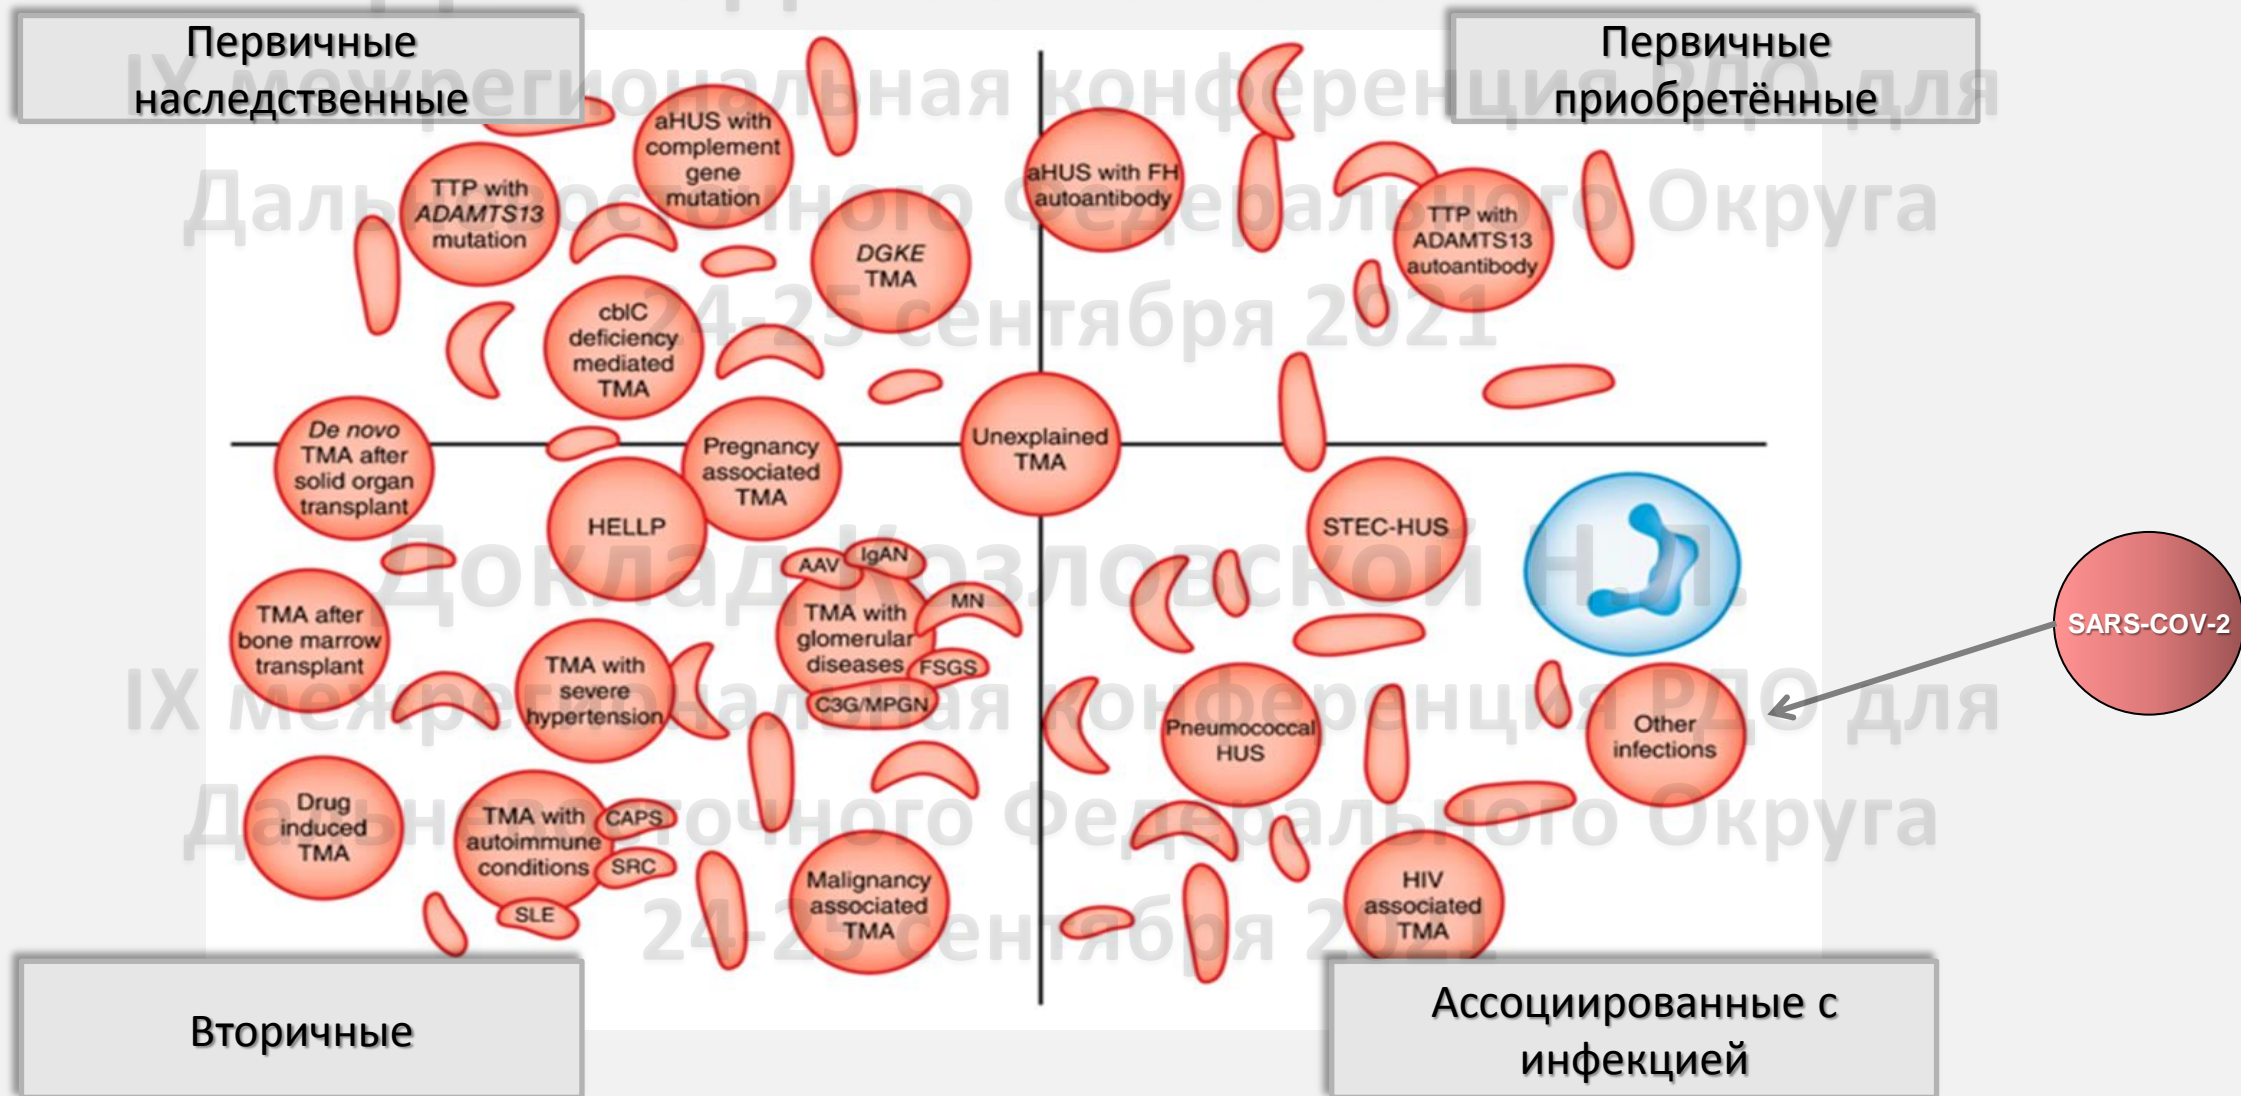 Первичные
наследственные
Первичные
приобретённые
IX межрегиональная конференция РДО для
Дальневосточного Федерального Округа
24-25 сентября 2021
aHUS with
complement
gene
mutation
TTP with
ADAMTS13
mutation
DGKE
TMA
cblC
deficiency
mediated
TMA
aHUS with FH
autoantibody
TTP with
ADAMTS13
autoantibody
De novo
TMA after
solid organ
transplant
Pregnancy
associated
TMA
Unexplained
TMA
HELLP
STEC-HUS
Доклад Козловской Н.Л.
AAV
IgAN
MN
TMA with
glomerular
diseases
FSGS
C3G/MPGN
TMA after
bone marrow
transplant
TMA with
severe
hypertension
SARS-COV-2
IX межрегиональная конференция РДО для
Дальневосточного Федерального Округа
24-25 сентября 2021
Pneumococcal
HUS
Other
infections
Drug
induced
TMA
TMA with
autoimmune
conditions
CAPS
SRC
SLE
Malignancy
associated
TMA
HIV
associated
TMA
Вторичные
Ассоциированные с
инфекцией